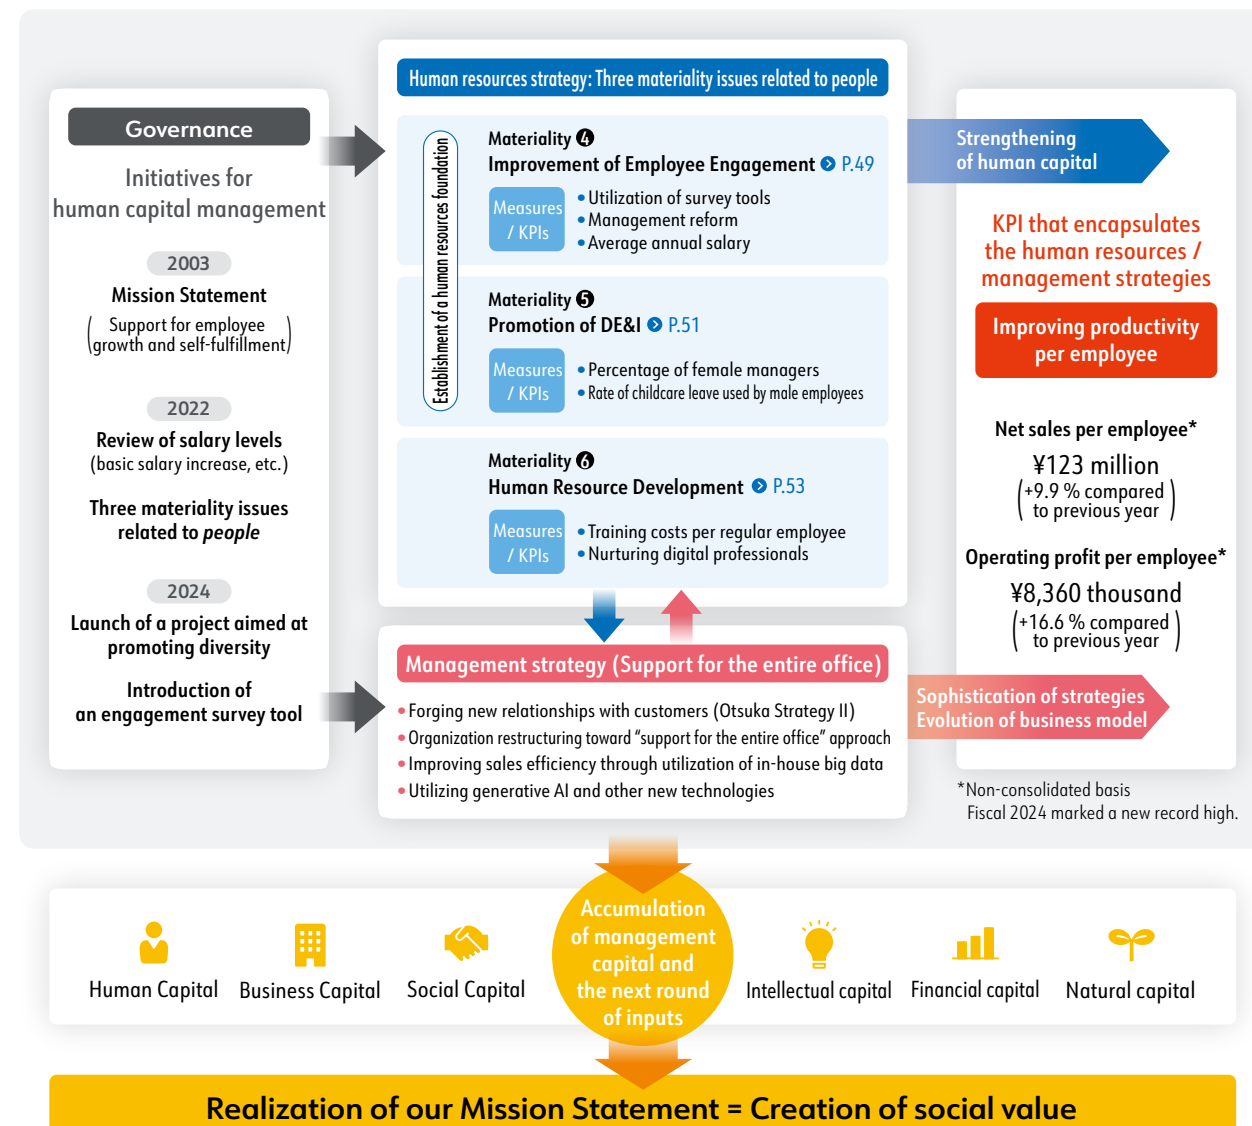 Governance
Initiatives for
human capital management
2003
Mission Statement
(Support for employee
growth and self-fulfillment)
2022
Review of salary levels
(basic salary increase, etc.)
Three materiality issues
related to people
2024
Launch of a project aimed at
promoting diversity
Introduction of
an engagement survey tool
Human resources strategy: Three materiality issues related to people
Establishment of a human resources foundation
Materiality ❹
Improvement of Employee Engagement P.49
Measures
/ KPIs
• Utilization of survey tools
• Management reform
• Average annual salary
Materiality ❺
Promotion of DE&I P.51
Measures
/ KPIs
• Percentage of female managers
• Rate of childcare leave used by male employees
Materiality ❻
Human Resource Development P.53
Measures
/ KPIs
• Training costs per regular employee
• Nurturing digital professionals
Management strategy (Support for the entire office)
• Forging new relationships with customers (Otsuka Strategy II)
• Organization restructuring toward “support for the entire office” approach
• Improving sales efficiency through utilization of in-house big data
• Utilizing generative AI and other new technologies
Strengthening
of human capital
KPI that encapsulates
the human resources /
management strategies
Improving productivity
per employee
Net sales per employee*
¥123 million
(+9.9 % compared
to previous year)
Operating profit per employee*
¥8,360 thousand
(+16.6 % compared
to previous year)
Sophistication of strategies
Evolution of business model
*Non-consolidated basis
Fiscal 2024 marked a new record high.
Human Capital
Business Capital
Social Capital
Accumulation
of management
capital and
the next round
of inputs
Intellectual capital
Financial capital
Natural capital
Realization of our Mission Statement = Creation of social value